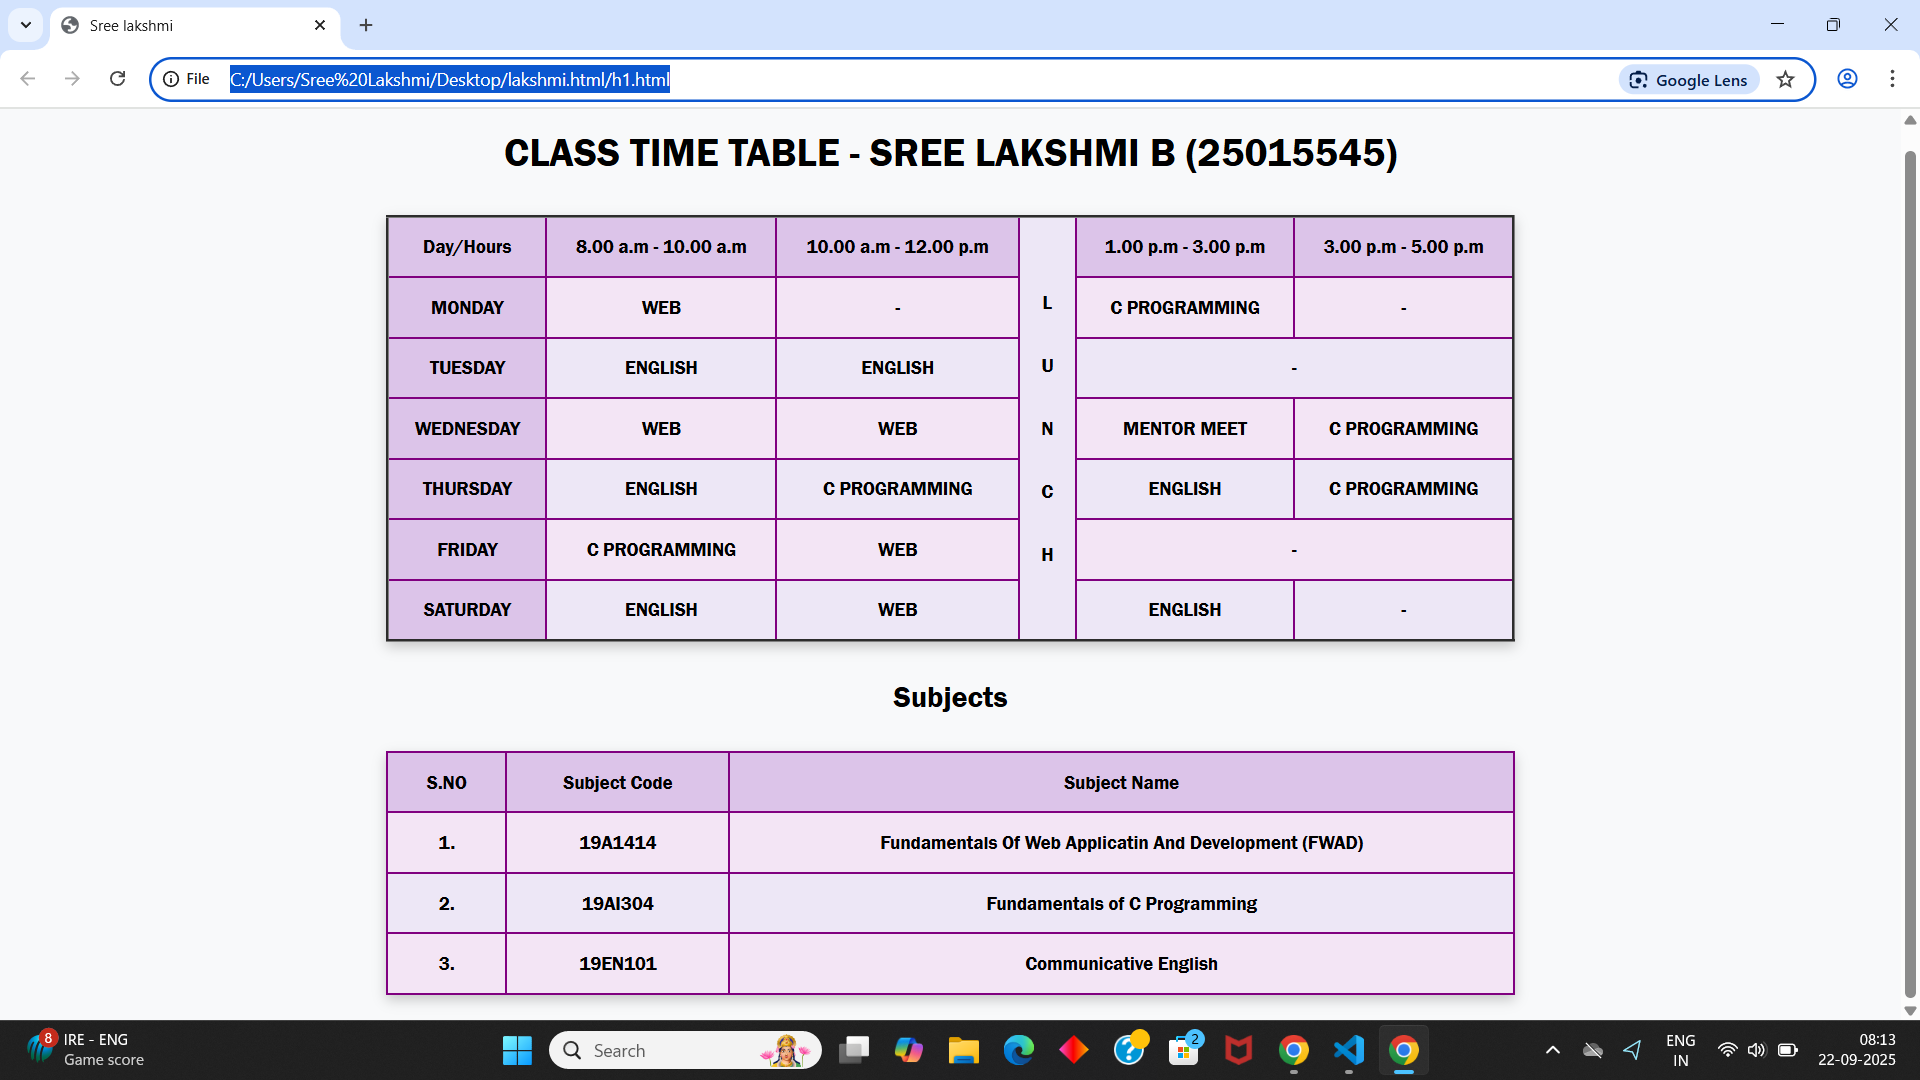 Sree lakshmi
File C:/Users/Sree%20Lakshmi/Desktop/lakshmi.html/h1.html Google Lens
CLASS TIME TABLE - SREE LAKSHMI B (25015545)
Day/Hours 8.00 a.m - 10.00 a.m 10.00 a.m - 12.00 p.m 1.00 p.m - 3.00 p.m 3.00 p.m - 5.00 p.m
MONDAY WEB - L C PROGRAMMING -
TUESDAY ENGLISH ENGLISH U -
WEDNESDAY WEB WEB N MENTOR MEET C PROGRAMMING
THURSDAY ENGLISH C PROGRAMMING C ENGLISH C PROGRAMMING
FRIDAY C PROGRAMMING WEB H -
SATURDAY ENGLISH WEB ENGLISH -
Subjects
S.NO Subject Code Subject Name
1. 19A1414 Fundamentals Of Web Applicatin And Development (FWAD)
2. 19AI304 Fundamentals of C Programming
3. 19EN101 Communicative English
8 IRE - ENG
Game score
Search
2
ENG
IN
08:13
22-09-2025